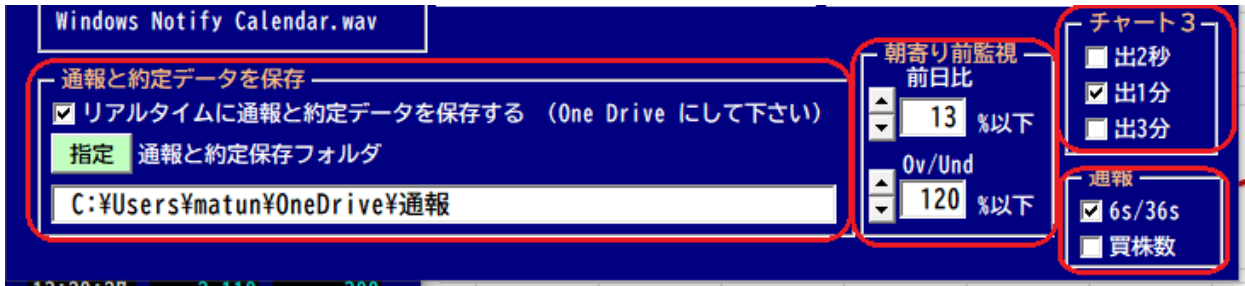 Windows Notify Calendar.wav
通報と約定データを保存
リアルタイムに通報と約定データを保存する (One Drive にして下さい)
指定 通報と約定保存フォルダ
C:¥Users¥matun¥OneDrive¥通報
朝寄り前監視
前日比
13 %以下
Ov/Und
120 %以下
チャート3
出2秒
出1分
出3分
通報
6s/36s
買株数